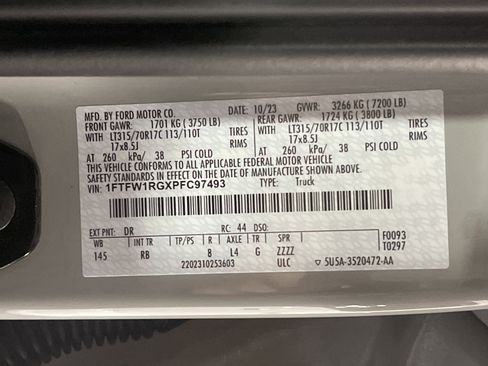 MFD. BY FORD MOTOR CO. DATE: 10/23 GVWR: 3266 KG (7200 LB)
FRONT GAWR: 1701 KG (3750 LB) REAR GAWR: 1724 KG (3800 LB)
WITH LT315/70R17C 113/110T TIRES WITH LT315/70R17C 113/110T TIRES
17x8.5J RIMS 17x8.5J RIMS
AT 260 kPa/ 38 PSI COLD AT 260 kPa/ 38 PSI COLD
THIS VEHICLE CONFORMS TO ALL APPLICABLE FEDERAL MOTOR VEHICLE
SAFETY STANDARDS IN EFFECT ON THE DATE OF MANUFACTURE SHOWN ABOVE.
VIN: 1FTFW1RGXPFC97493 TYPE: Truck
EXT PNT: DR RC: 44 DSO: F0093
WB INT TR TP/PS R AXLE TR SPR T0297
145 RB 8 L4 G ZZZZ
2202310253603 ULC 5U5A-3520472-AA